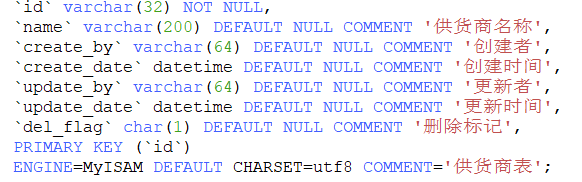 `id` varchar(32) NOT NULL,
`name` varchar(200) DEFAULT NULL COMMENT '供货商名称',
`create_by` varchar(64) DEFAULT NULL COMMENT '创建者',
`create_date` datetime DEFAULT NULL COMMENT '创建时间',
`update_by` varchar(64) DEFAULT NULL COMMENT '更新者',
`update_date` datetime DEFAULT NULL COMMENT '更新时间',
`del_flag` char(1) DEFAULT NULL COMMENT '删除标记',
PRIMARY KEY (`id`)
ENGINE=MyISAM DEFAULT CHARSET=utf8 COMMENT='供货商表';